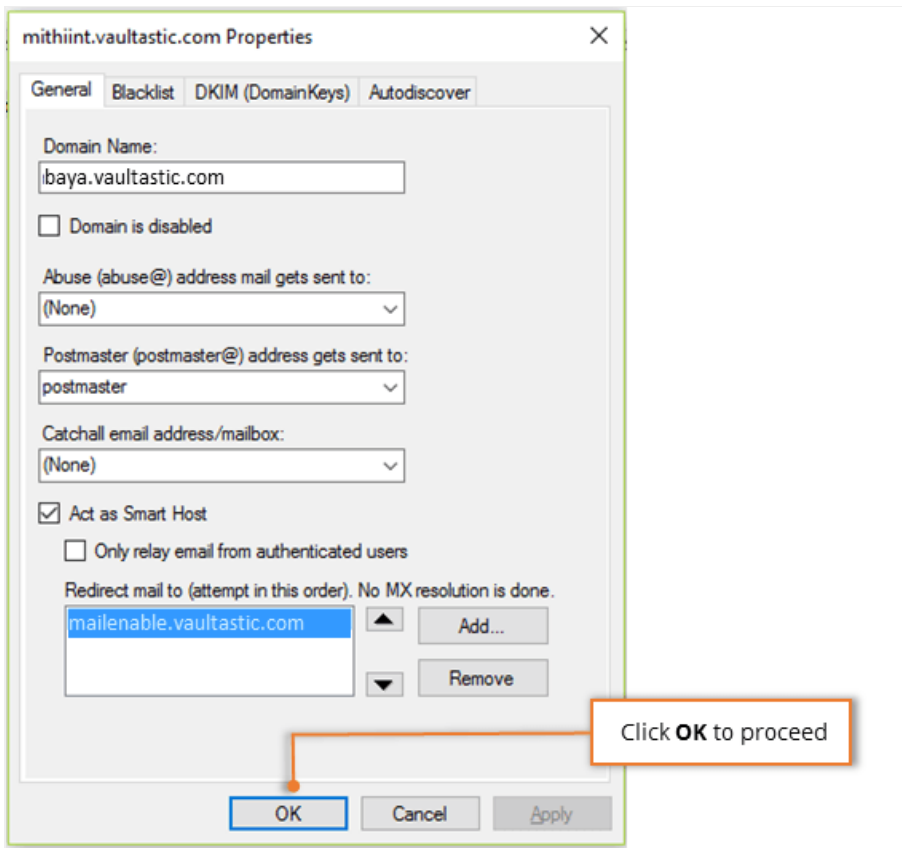 mithiint.vaultastic.com Properties
General Blacklist DKIM (DomainKeys) Autodiscover
Domain Name:
baya.vaultastic.com
Domain is disabled
Abuse (abuse@) address mail gets sent to:
(None)
Postmaster (postmaster@) address gets sent to:
postmaster
Catchall email address/mailbox:
(None)
Act as Smart Host
Only relay email from authenticated users
Redirect mail to (attempt in this order). No MX resolution is done.
mailenable.vaultastic.com
Add...
Remove
Click OK to proceed
OK Cancel Apply